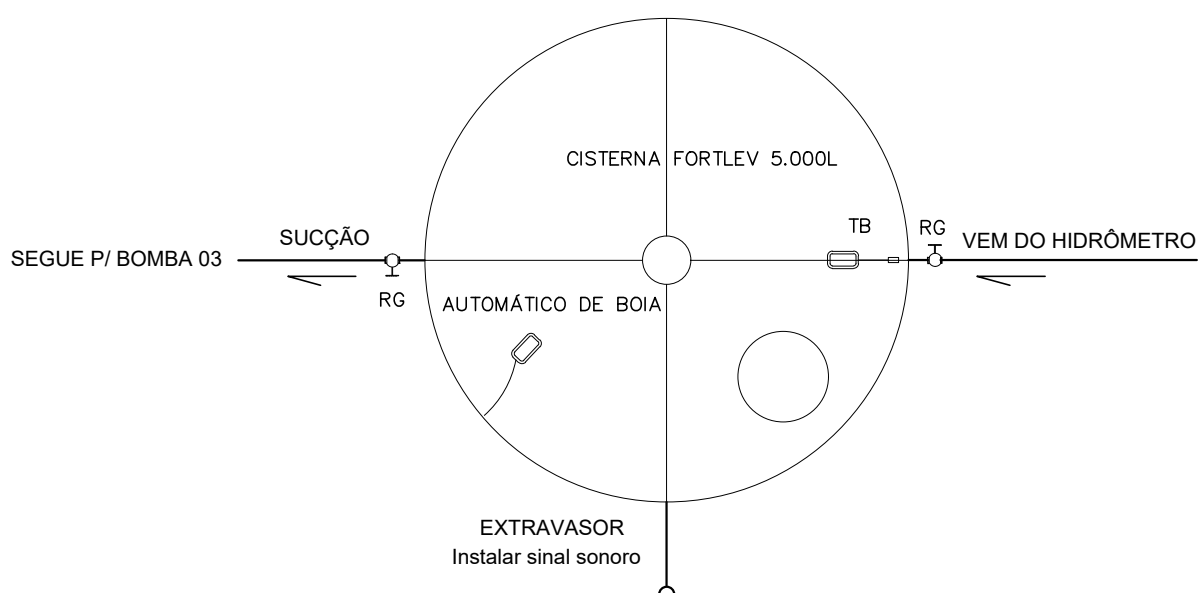 CISTERNA FORTLEV 5.000L
TB
RG
VEM DO HIDRÔMETRO
SUCÇÃO
SEGUE P/ BOMBA 03
RG
AUTOMÁTICO DE BOIA
EXTRAVASOR
Instalar sinal sonoro